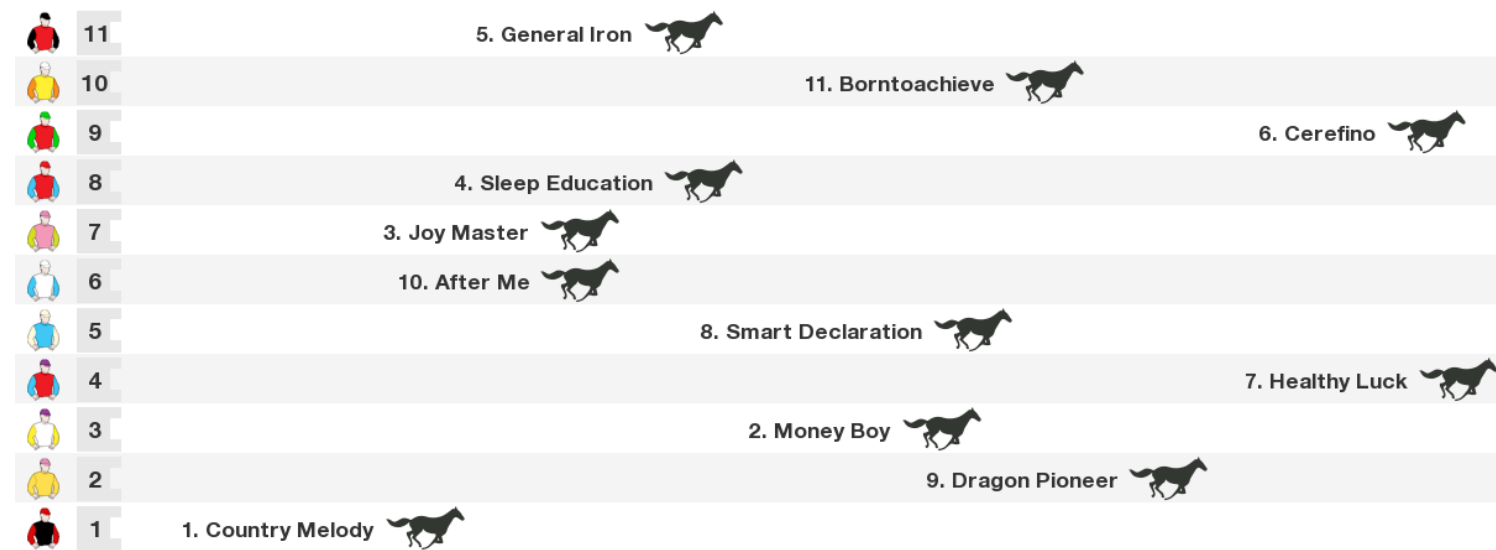 11 5. General Iron
10 11. Borntoachieve
9 6. Cerefino
8 4. Sleep Education
7 3. Joy Master
6 10. After Me
5 8. Smart Declaration
4 7. Healthy Luck
3 2. Money Boy
2 9. Dragon Pioneer
1 1. Country Melody